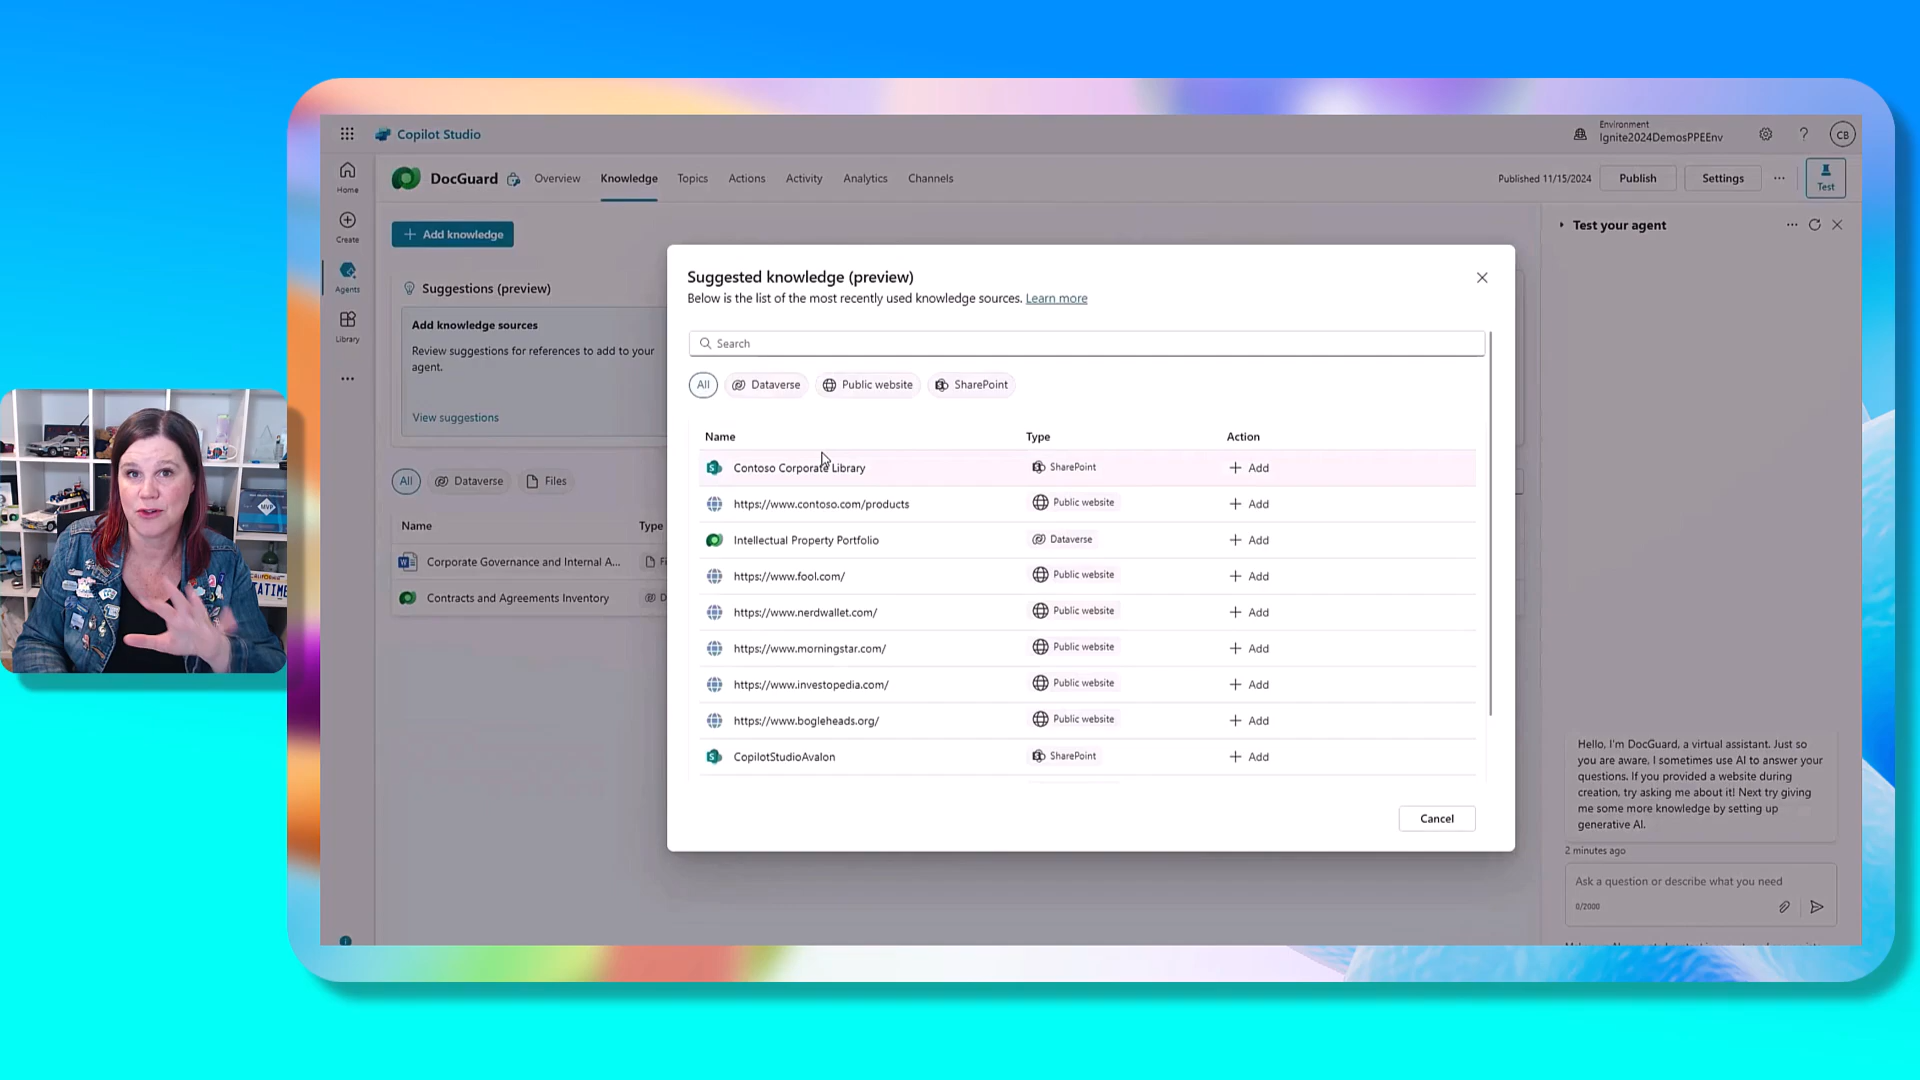 Copilot Studio
Environment
Ignite2024DemosPPEEnv
CB
Home
Create
Agents
Library
DocGuard
Overview
Knowledge
Topics
Actions
Activity
Analytics
Channels
Published 11/15/2024
Publish
Settings
Test
Add knowledge
Suggestions (preview)
Add knowledge sources
Review suggestions for references to add to your
agent.
View suggestions
All
Dataverse
Files
Name Type
Corporate Governance and Internal A...
Contracts and Agreements Inventory
Suggested knowledge (preview)
Below is the list of the most recently used knowledge sources. Learn more
Search
All
Dataverse
Public website
SharePoint
Name Type Action
Contoso Corporate Library SharePoint Add
https://www.contoso.com/products Public website Add
Intellectual Property Portfolio Dataverse Add
https://www.fool.com/ Public website Add
https://www.nerdwallet.com/ Public website Add
https://www.morningstar.com/ Public website Add
https://www.investopedia.com/ Public website Add
https://www.bogleheads.org/ Public website Add
CopilotStudioAvalon SharePoint Add
Cancel
Test your agent
Hello, I'm DocGuard, a virtual assistant. Just so
you are aware, I sometimes use AI to answer your
questions. If you provided a website during
creation, try asking me about it! Next try giving
me some more knowledge by setting up
generative AI.
2 minutes ago
Ask a question or describe what you need
0/2000
MVP